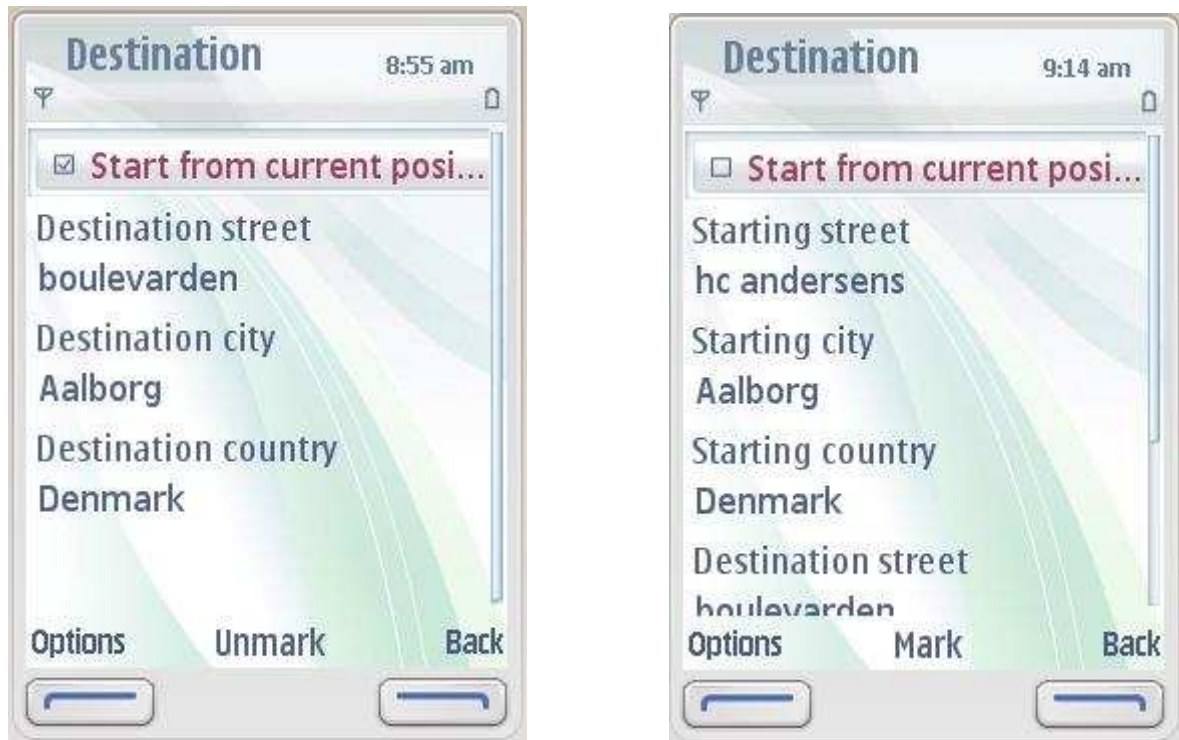 Destination
8:55 am
Start from current posi...
Destination street
boulevarden
Destination city
Aalborg
Destination country
Denmark
Options Unmark Back
Destination
9:14 am
Start from current posi...
Starting street
hc andersens
Starting city
Aalborg
Starting country
Denmark
Destination street
boulevarden
Options Mark Back